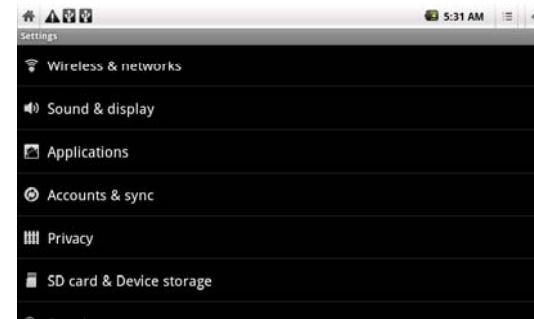 5:31 AM
Settings
Wireless & networks
Sound & display
Applications
Accounts & sync
Privacy
SD card & Device storage